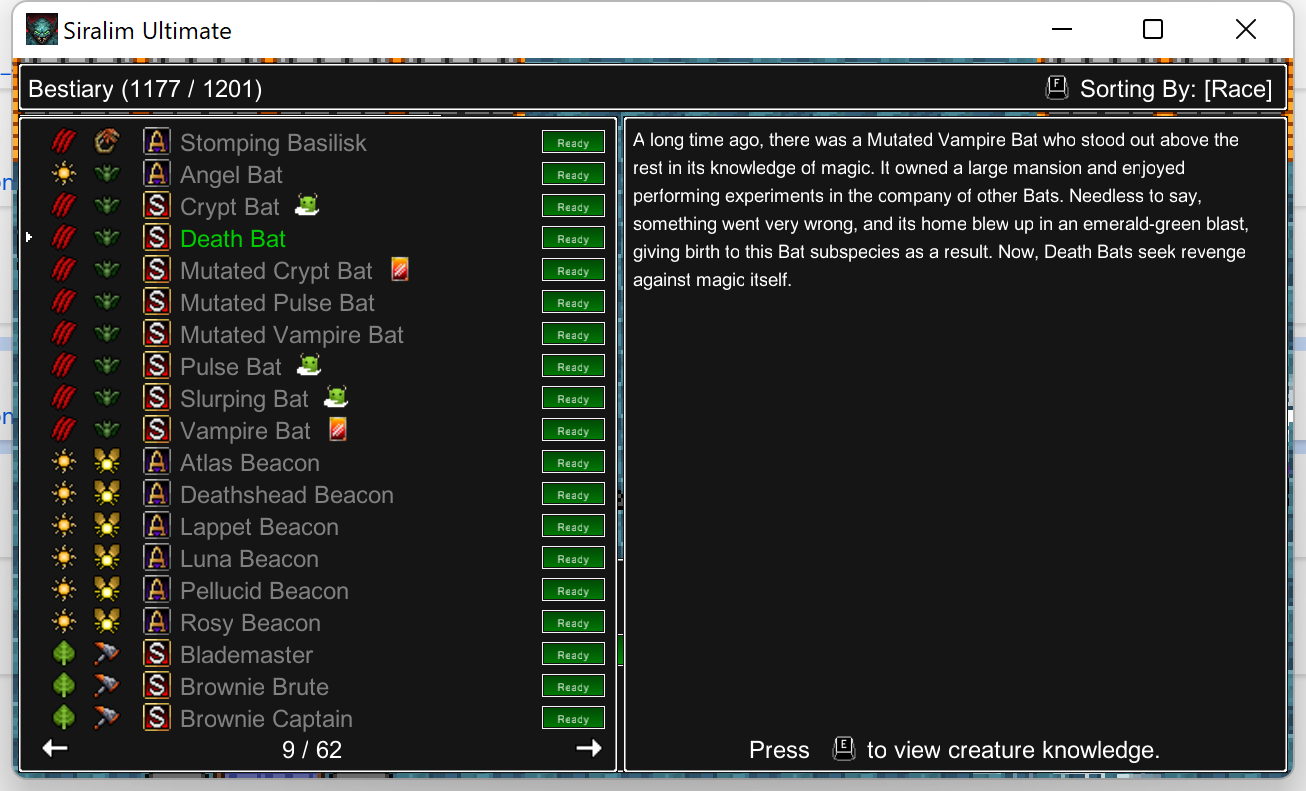 Siralim Ultimate
Bestiary (1177 / 1201)
F Sorting By: [Race]
A Stomping Basilisk Ready
A Angel Bat Ready
S Crypt Bat Ready
S Death Bat Ready
S Mutated Crypt Bat Ready
S Mutated Pulse Bat Ready
S Mutated Vampire Bat Ready
S Pulse Bat Ready
S Slurping Bat Ready
S Vampire Bat Ready
A Atlas Beacon Ready
A Deathshead Beacon Ready
A Lappet Beacon Ready
A Luna Beacon Ready
A Pellucid Beacon Ready
A Rosy Beacon Ready
S Blademaster Ready
S Brownie Brute Ready
S Brownie Captain Ready
9 / 62
A long time ago, there was a Mutated Vampire Bat who stood out above the
rest in its knowledge of magic. It owned a large mansion and enjoyed
performing experiments in the company of other Bats. Needless to say,
something went very wrong, and its home blew up in an emerald-green blast,
giving birth to this Bat subspecies as a result. Now, Death Bats seek revenge
against magic itself.
Press E to view creature knowledge.